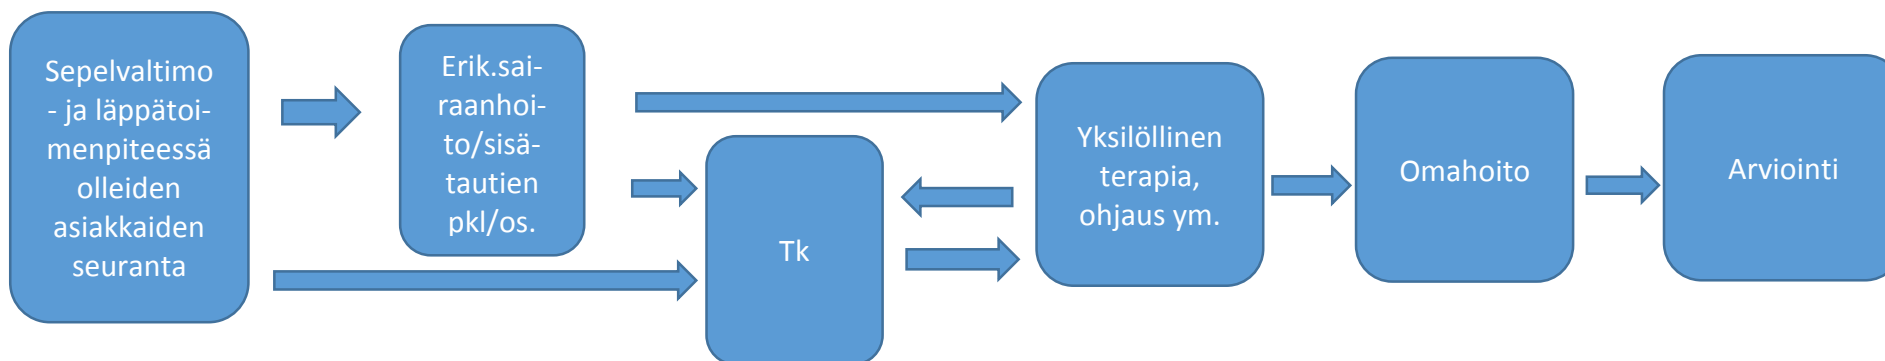 Sepelvaltimo
- ja läppätoi-
menpiteessä
olleiden
asiakkaiden
seuranta
Erik.sai-
raanhoi-
to/sisä-
tautien
pkl/os.
Tk
Yksilöllinen
terapia,
ohjaus ym.
Omahoito
Arviointi